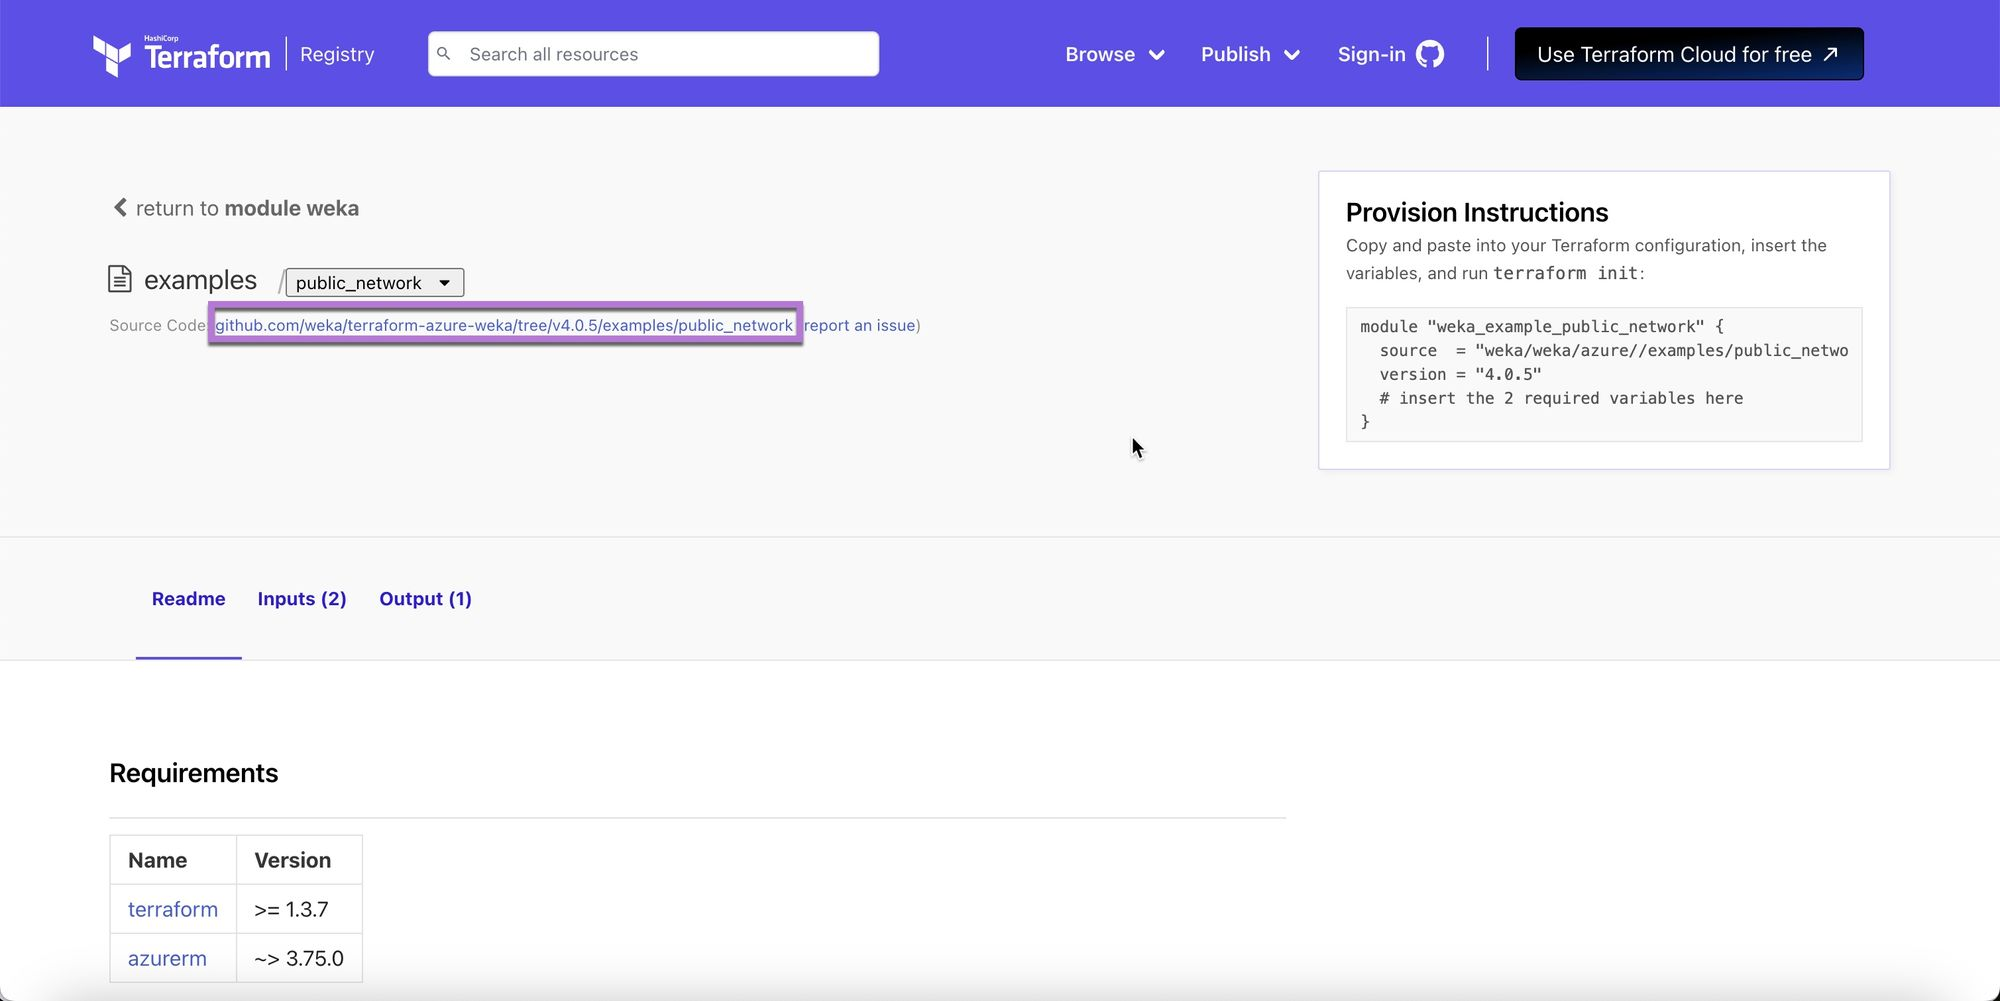 HashiCorp
Terraform Registry
Search all resources
Browse Publish Sign-in Use Terraform Cloud for free
return to module weka
examples / public_network
Source Code: github.com/weka/terraform-azure-weka/tree/v4.0.5/examples/public_network report an issue)
Provision Instructions
Copy and paste into your Terraform configuration, insert the
variables, and run terraform init:
module "weka_example_public_network" {
  source  = "weka/weka/azure//examples/public_netwo
  version = "4.0.5"
  # insert the 2 required variables here
}
Readme Inputs (2) Output (1)
Requirements
Name Version
terraform >= 1.3.7
azurerm ~> 3.75.0